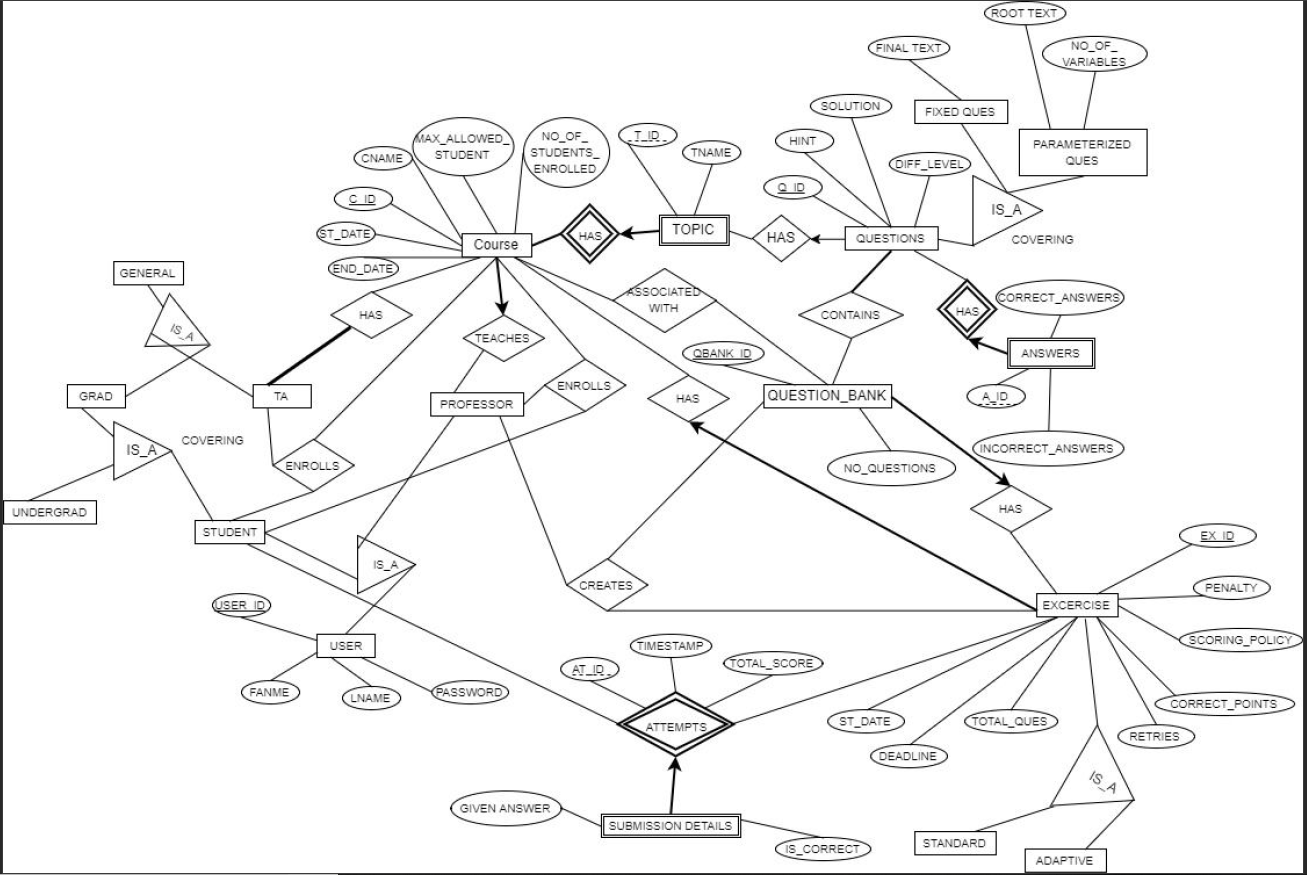 ROOT TEXT
FINAL TEXT
NO_OF_
VARIABLES
SOLUTION
FIXED QUES
HINT
PARAMETERIZED
QUES
MAX_ALLOWED_
STUDENT
NO_OF_
STUDENTS_
ENROLLED
T_ID
CNAME
TNAME
DIFF_LEVEL
Q_ID
C_ID
IS_A
COVERING
ST_DATE
Course
HAS
TOPIC
HAS
QUESTIONS
END_DATE
GENERAL
ASSOCIATED
WITH
CORRECT_ANSWERS
HAS
HAS
CONTAINS
IS_A
TEACHES
QBANK_ID
ANSWERS
GRAD
TA
PROFESSOR
ENROLLS
HAS
QUESTION_BANK
A_ID
COVERING
IS_A
ENROLLS
NO_QUESTIONS
INCORRECT_ANSWERS
UNDERGRAD
HAS
STUDENT
EX_ID
IS_A
CREATES
PENALTY
USER_ID
EXCERCISE
USER
TIMESTAMP
SCORING_POLICY
AT_ID
TOTAL_SCORE
FANME
LNAME
PASSWORD
CORRECT_POINTS
ATTEMPTS
ST_DATE
TOTAL_QUES
RETRIES
DEADLINE
IS_A
GIVEN ANSWER
SUBMISSION DETAILS
IS_CORRECT
STANDARD
ADAPTIVE